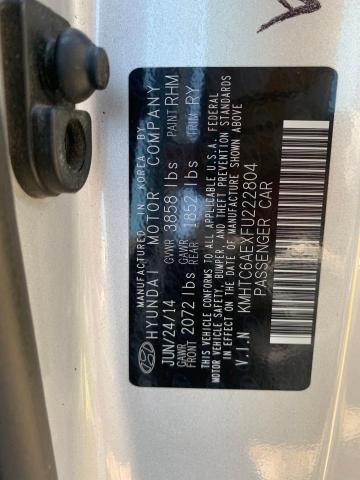 MANUFACTURED IN KOREA BY
HYUNDAI MOTOR COMPANY
JUN/24/14 GVWR 3858 lbs PAINT RHM
GAWR FRONT 2072 lbs GAWR REAR 1852 lbs TRIM RY
THIS VEHICLE CONFORMS TO ALL APPLICABLE U.S.A. FEDERAL
MOTOR VEHICLE SAFETY, BUMPER, AND THEFT PREVENTION STANDARDS
IN EFFECT ON THE DATE OF MANUFACTURE SHOWN ABOVE
V.I.N KMHTC6AEXFU222804
PASSENGER CAR